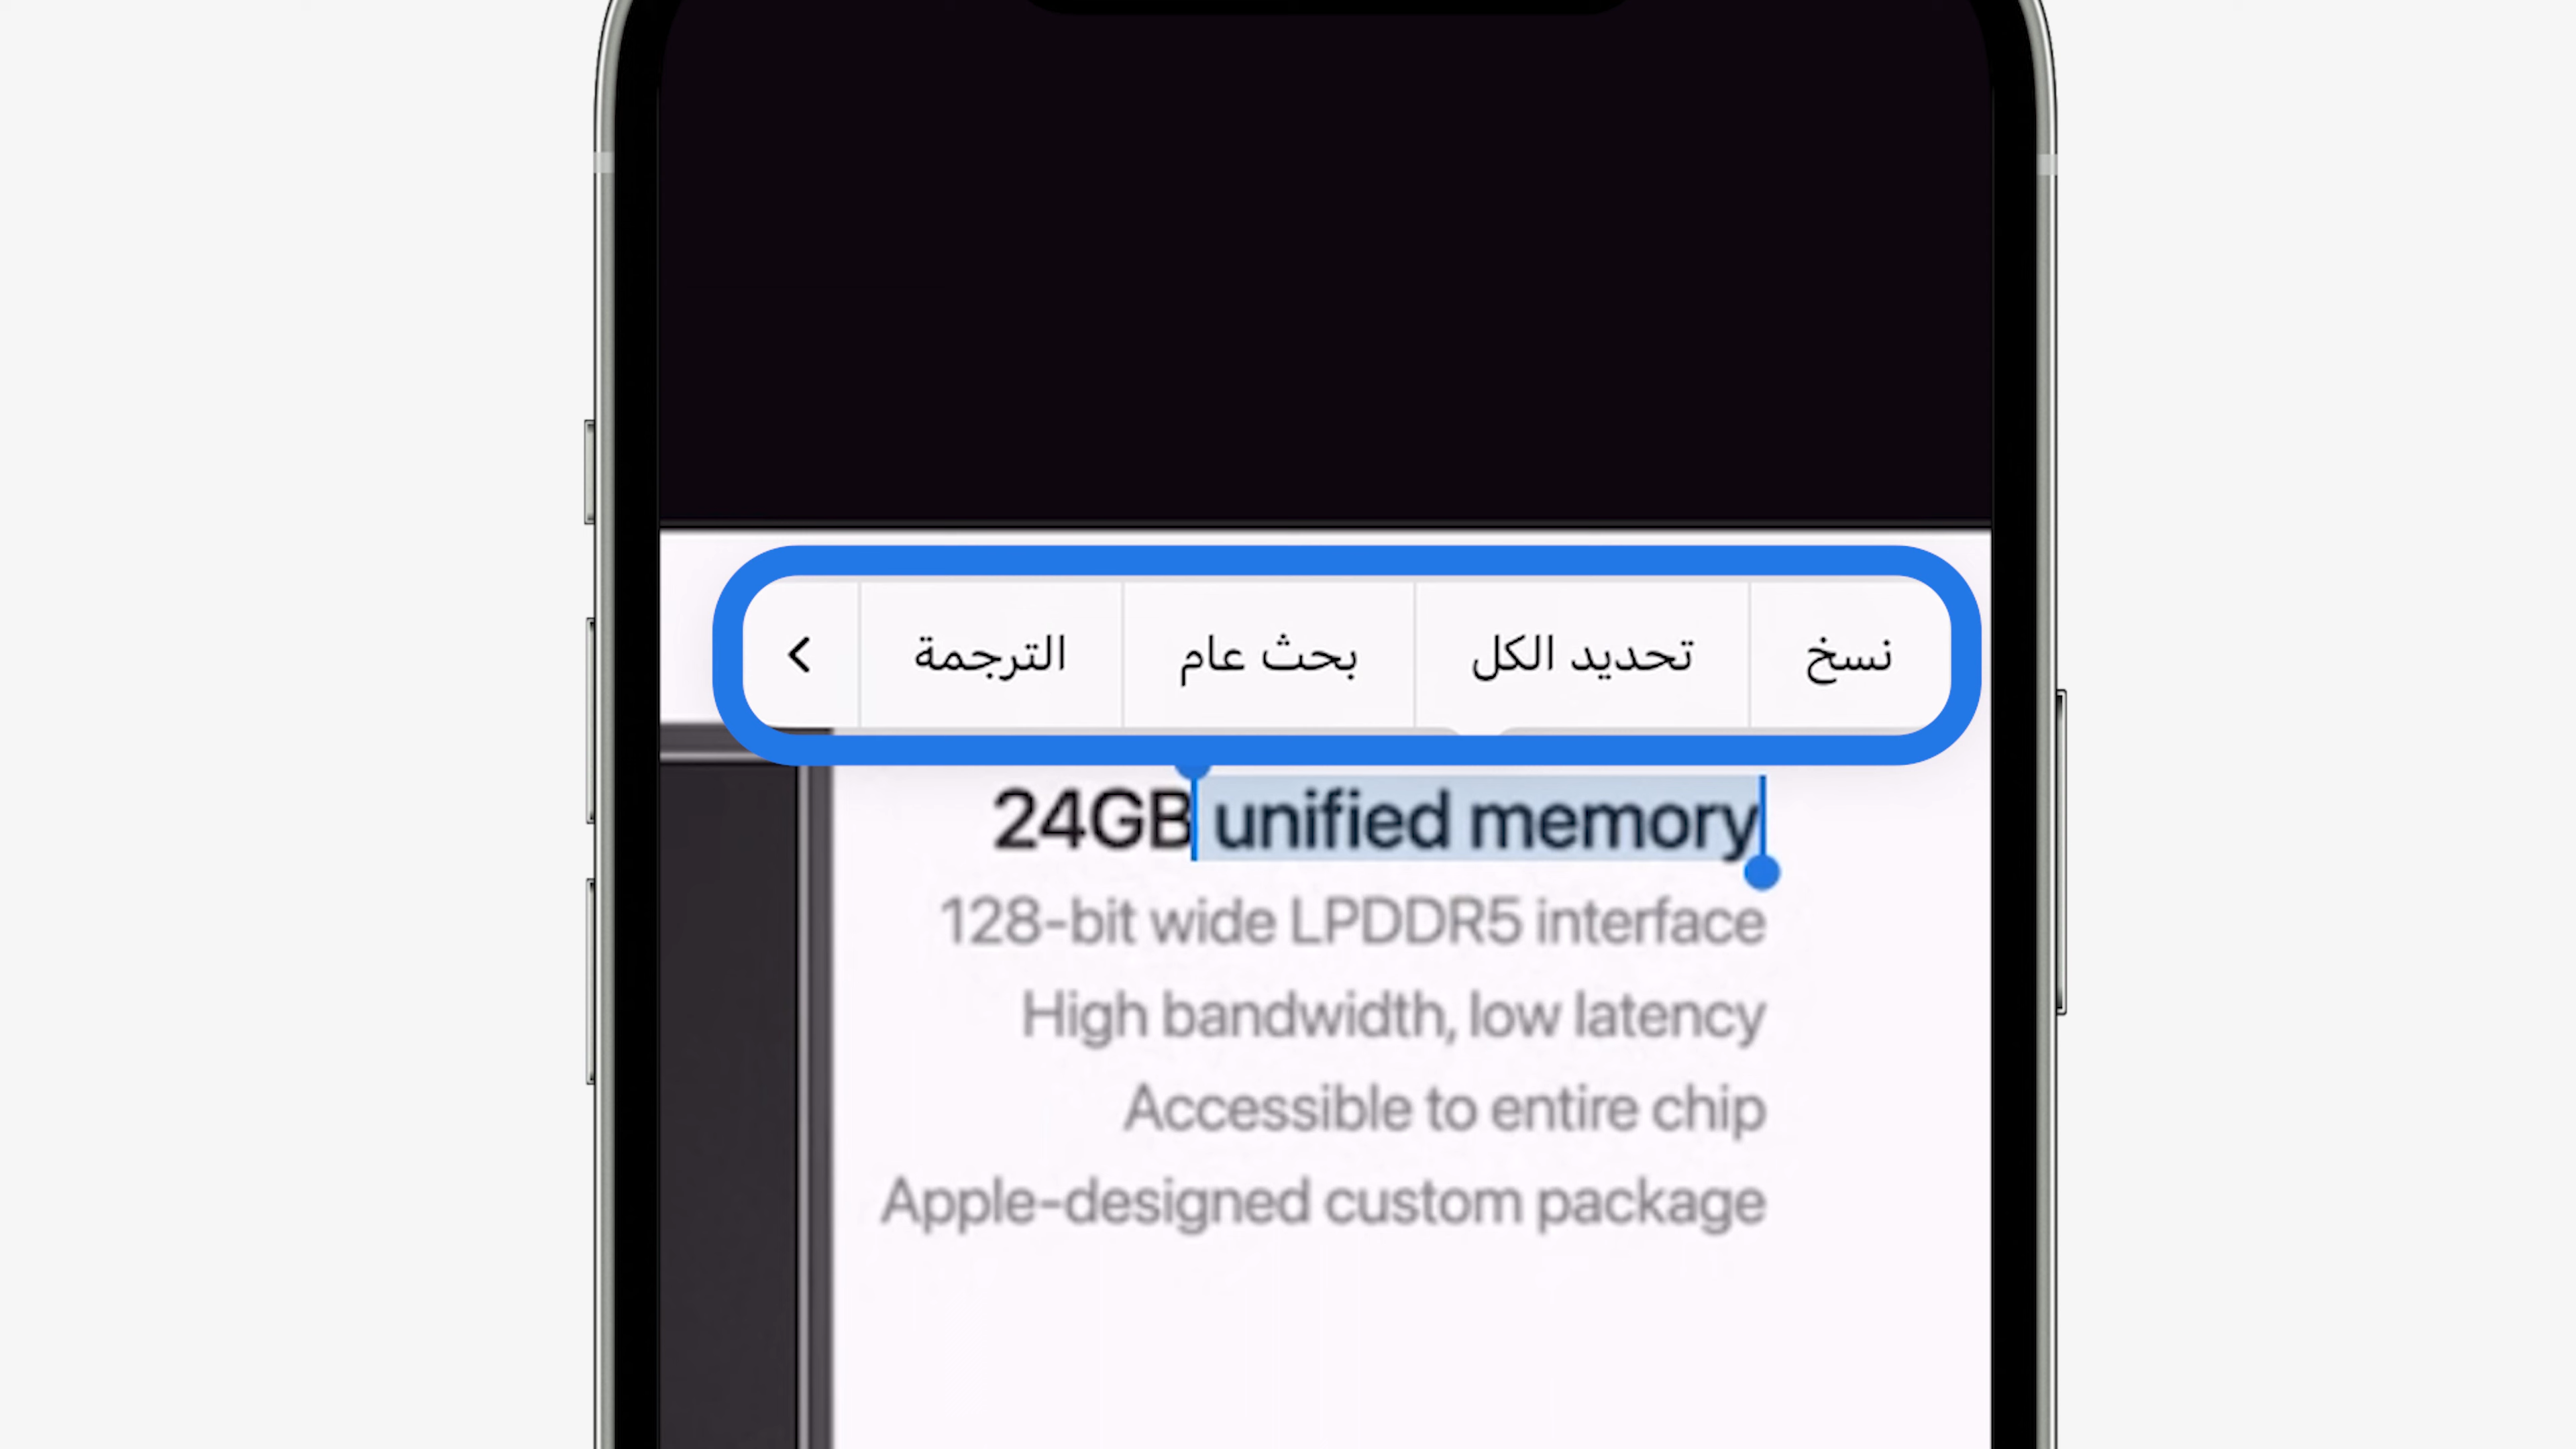 نسخ تحديد الكل بحث عام الترجمة
24GB unified memory
128-bit wide LPDDR5 interface
High bandwidth, low latency
Accessible to entire chip
Apple-designed custom package